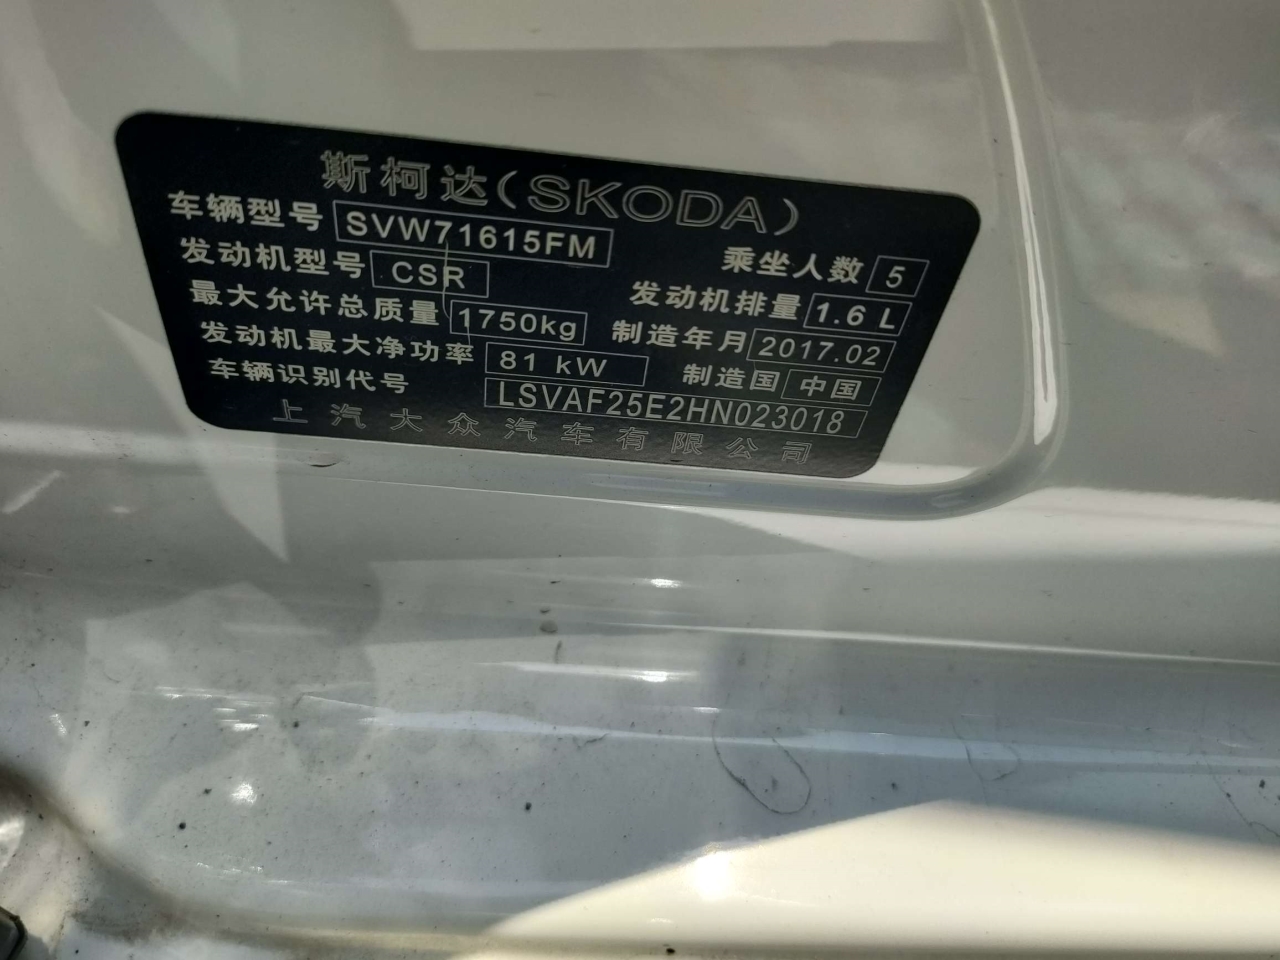 斯柯达(SKODA)
车辆型号 SVW71615FM 乘坐人数 5
发动机型号 CSR 发动机排量 1.6 L
最大允许总质量 1750kg 制造年月 2017.02
发动机最大净功率 81 kW 制造国 中国
车辆识别代号 LSVAF25E2HN023018
上汽大众汽车有限公司